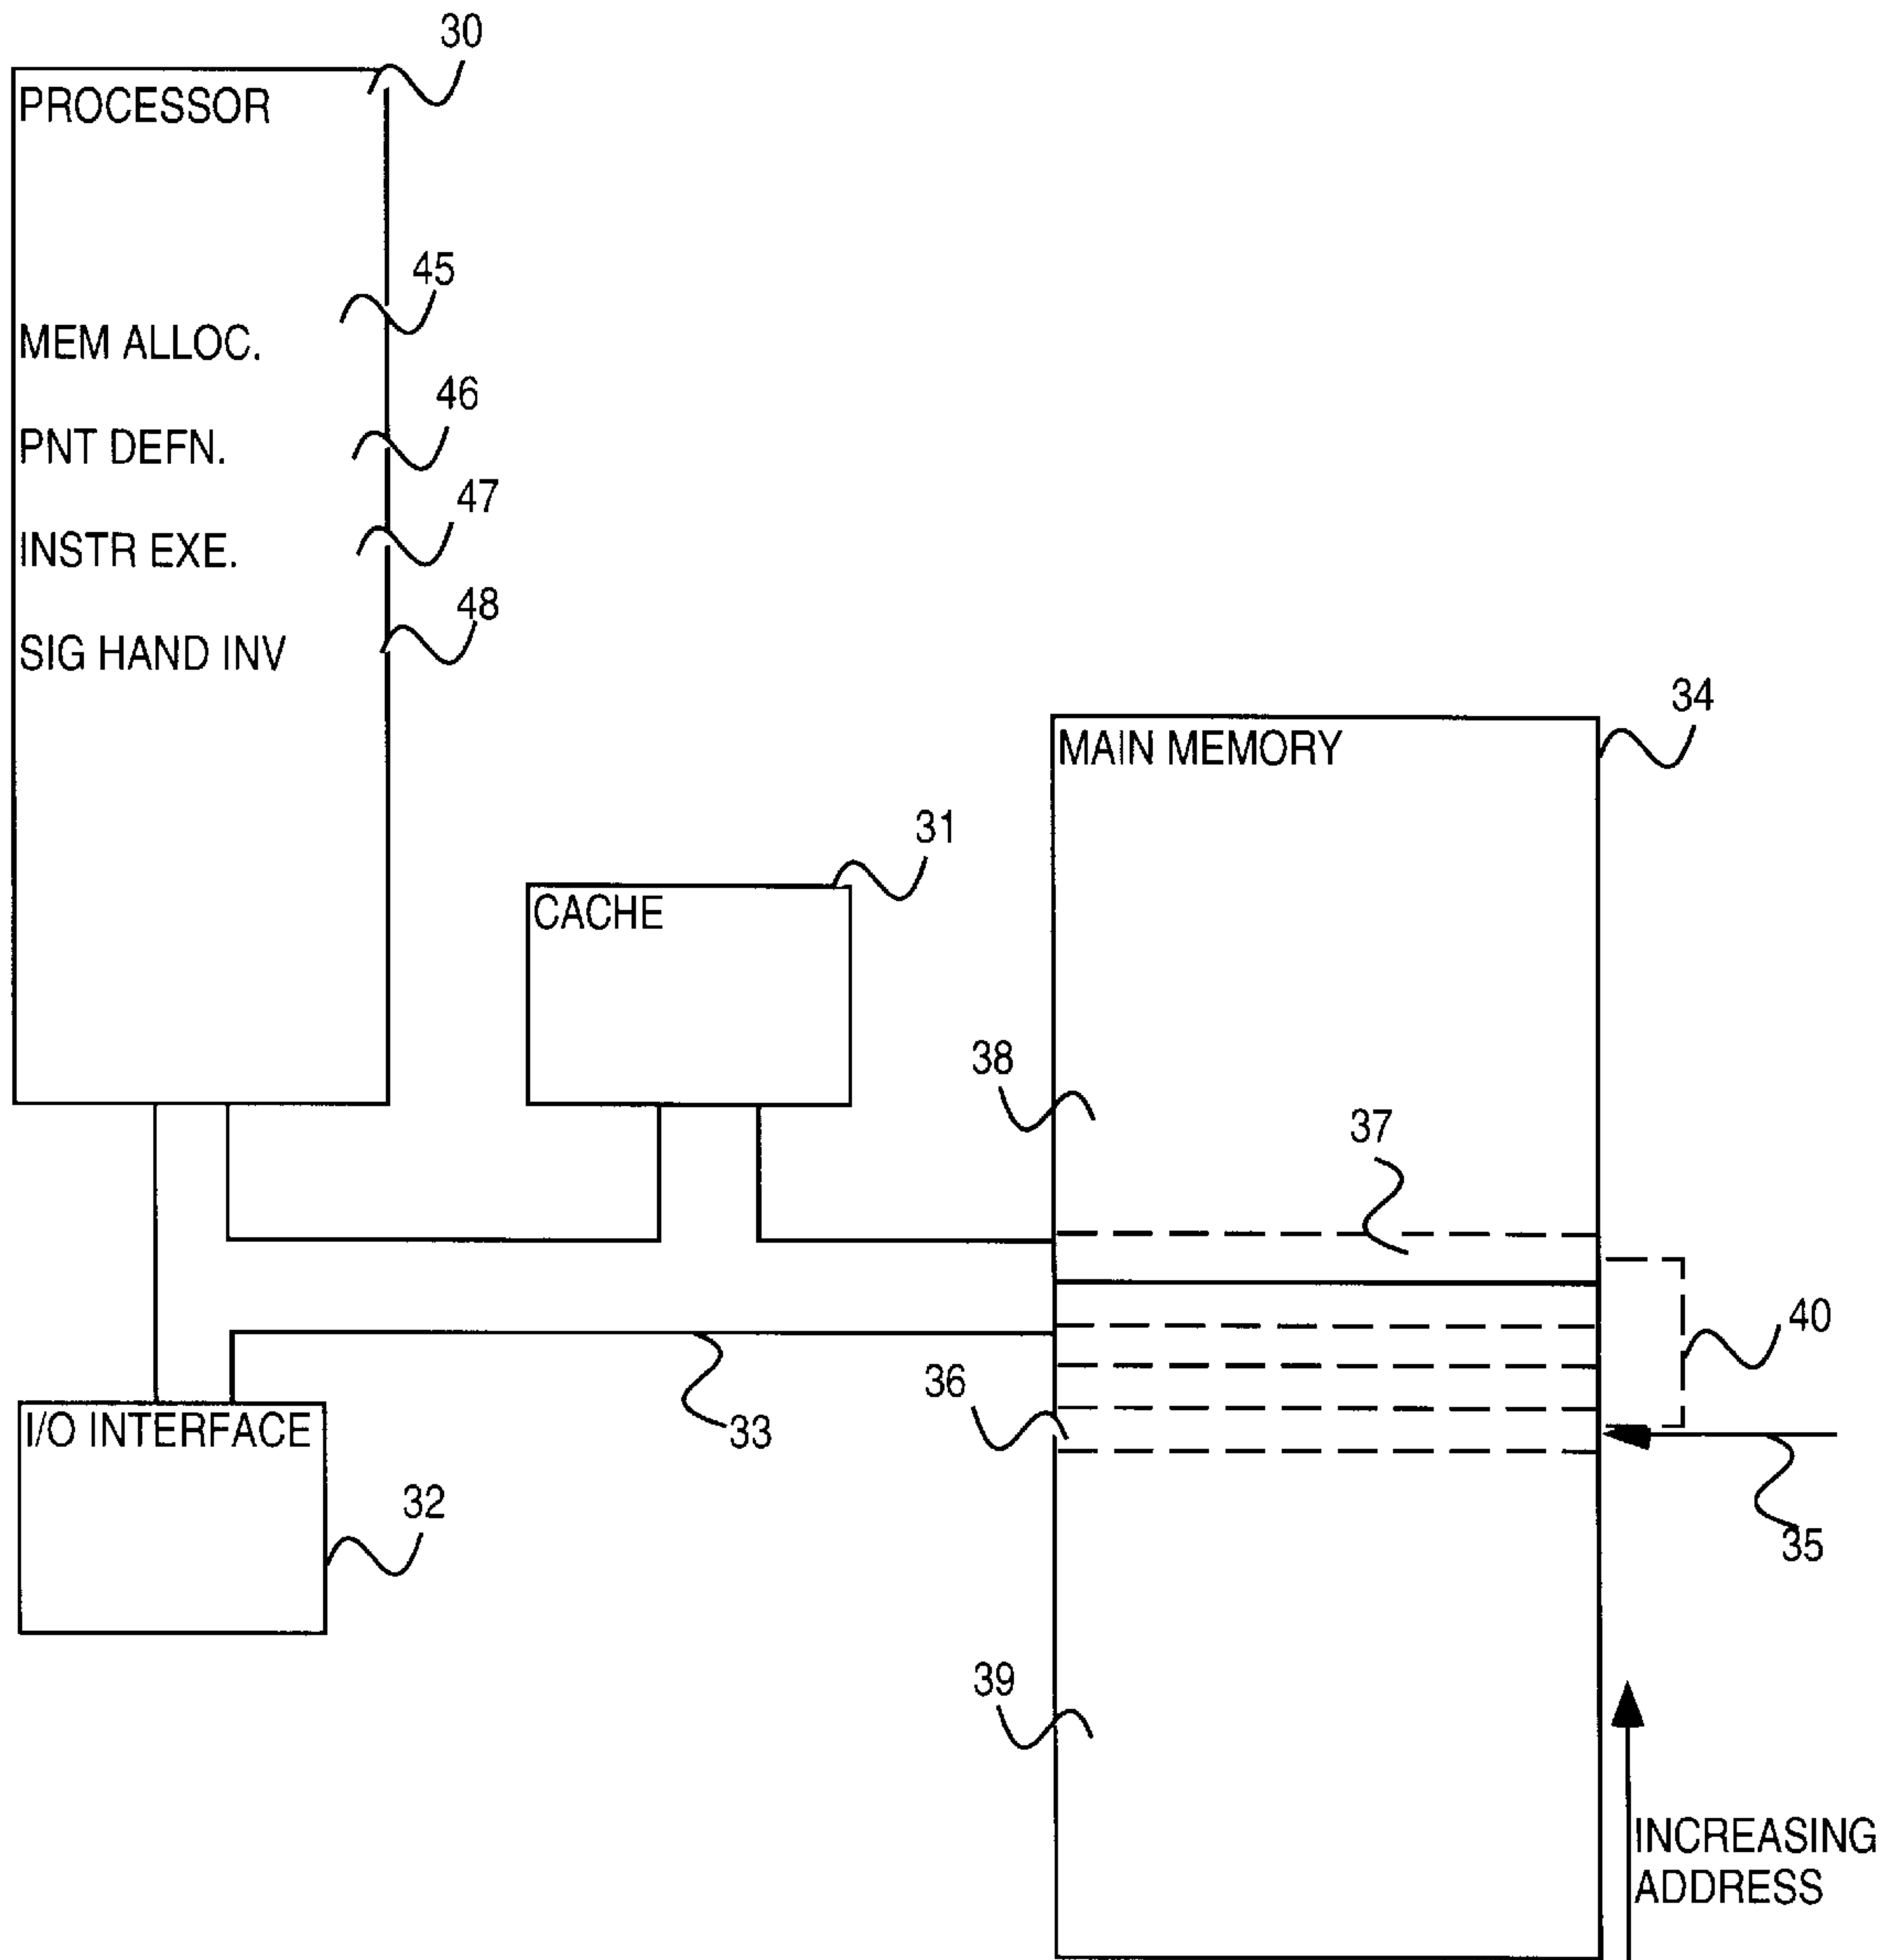 30
PROCESSOR
45
MEM ALLOC.
46
PNT DEFN.
47
INSTR EXE.
48
SIG HAND INV
34
MAIN MEMORY
31
CACHE
38
37
40
36
33
I/O INTERFACE
35
32
39
INCREASING
ADDRESS